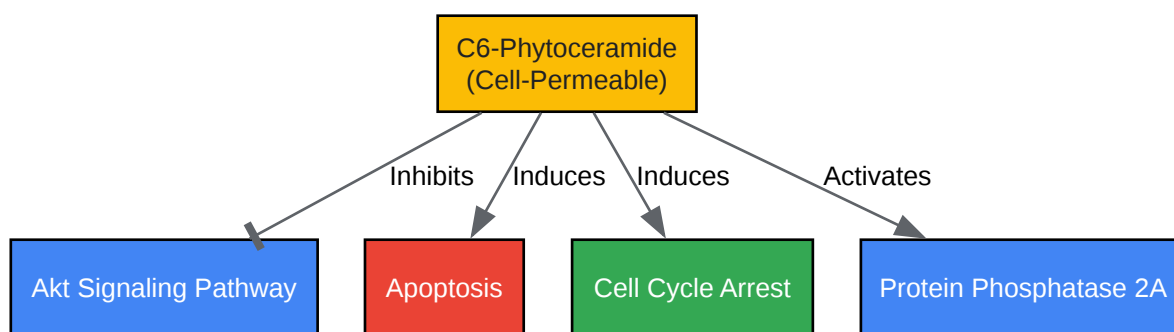 C6-Phytoceramide
(Cell-Permeable)
Inhibits
Induces
Induces
Activates
Akt Signaling Pathway
Apoptosis
Cell Cycle Arrest
Protein Phosphatase 2A